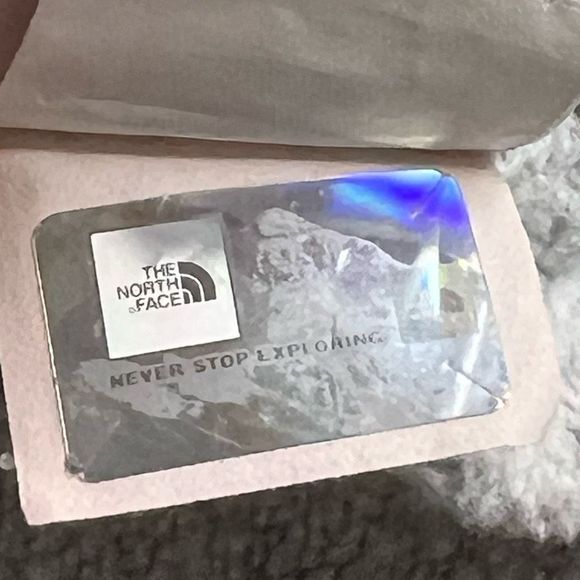 THE
NORTH
FACE
NEVER STOP EXPLORING